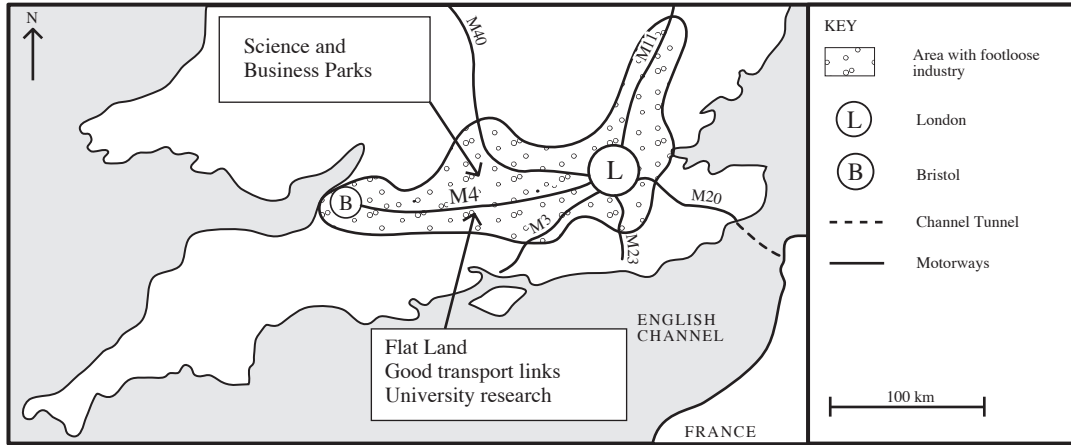 N
Science and
Business Parks
M40
M11
L
B
M4
M3
M23
M20
Flat Land
Good transport links
University research
ENGLISH
CHANNEL
FRANCE
KEY
Area with footloose
industry
L
London
B
Bristol
Channel Tunnel
Motorways
100 km